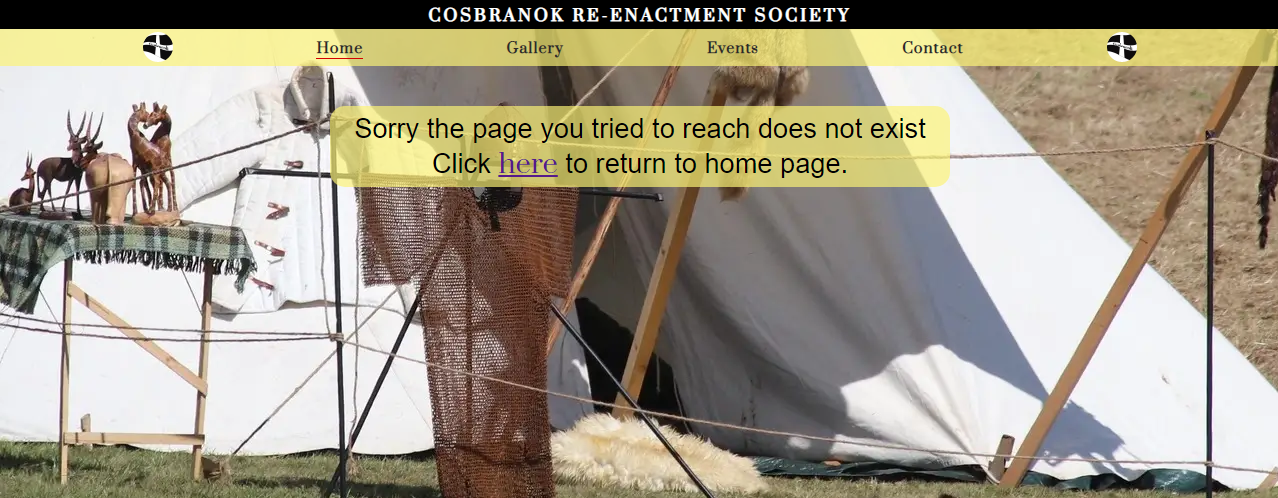 COSBRANOK RE-ENACTMENT SOCIETY
Home Gallery Events Contact
Sorry the page you tried to reach does not exist
Click here to return to home page.